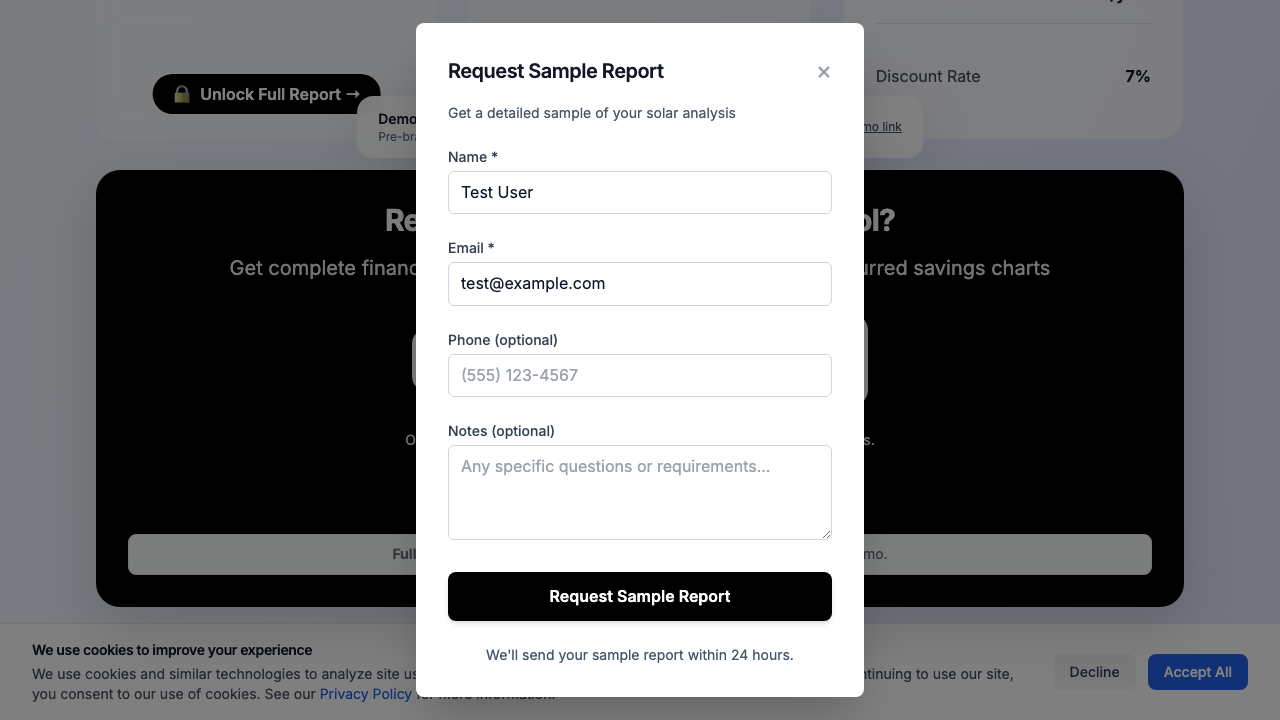 🔒 Unlock Full Report →
Discount Rate 7%
Demo
Pre-br
mo link
Re
ol?
Get complete financ
urred savings charts
O
s.
Full
mo.
Request Sample Report ×
Get a detailed sample of your solar analysis
Name *
Test User
Email *
test@example.com
Phone (optional)
(555) 123-4567
Notes (optional)
Any specific questions or requirements...
Request Sample Report
We'll send your sample report within 24 hours.
We use cookies to improve your experience
We use cookies and similar technologies to analyze site us
ntinuing to use our site,
you consent to our use of cookies. See our Privacy Policy for more information.
Decline
Accept All